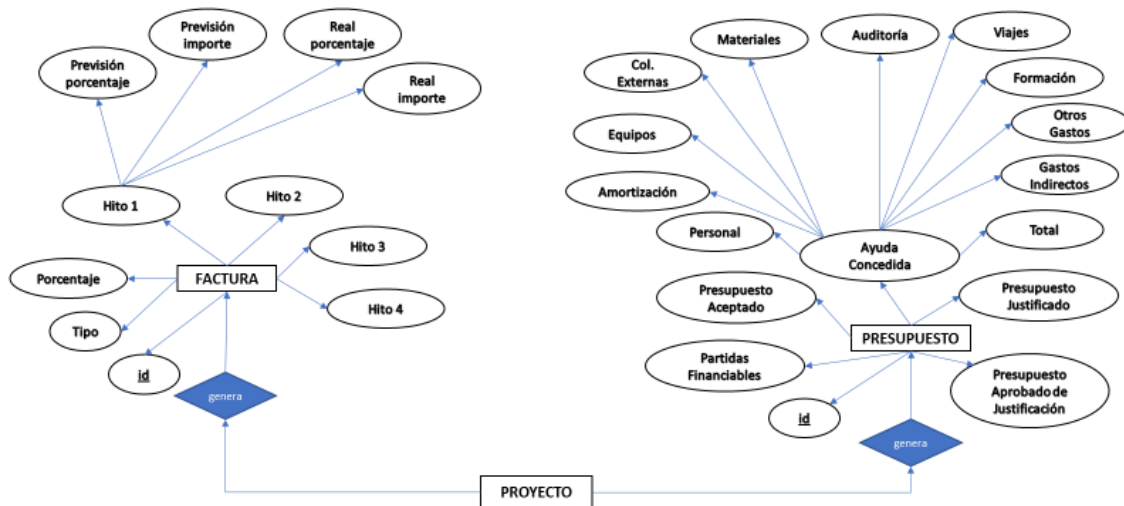 Previsión
porcentaje
Previsión
importe
Real
porcentaje
Real
importe
Hito 1
Hito 2
Hito 3
Hito 4
Porcentaje
FACTURA
Tipo
id
genera
Materiales
Auditoría
Viajes
Col.
Externas
Formación
Equipos
Otros
Gastos
Amortización
Gastos
Indirectos
Personal
Ayuda
Concedida
Total
Presupuesto
Aceptado
Presupuesto
Justificado
PRESUPUESTO
Partidas
Financiables
Presupuesto
Aprobado de
Justificación
id
genera
PROYECTO